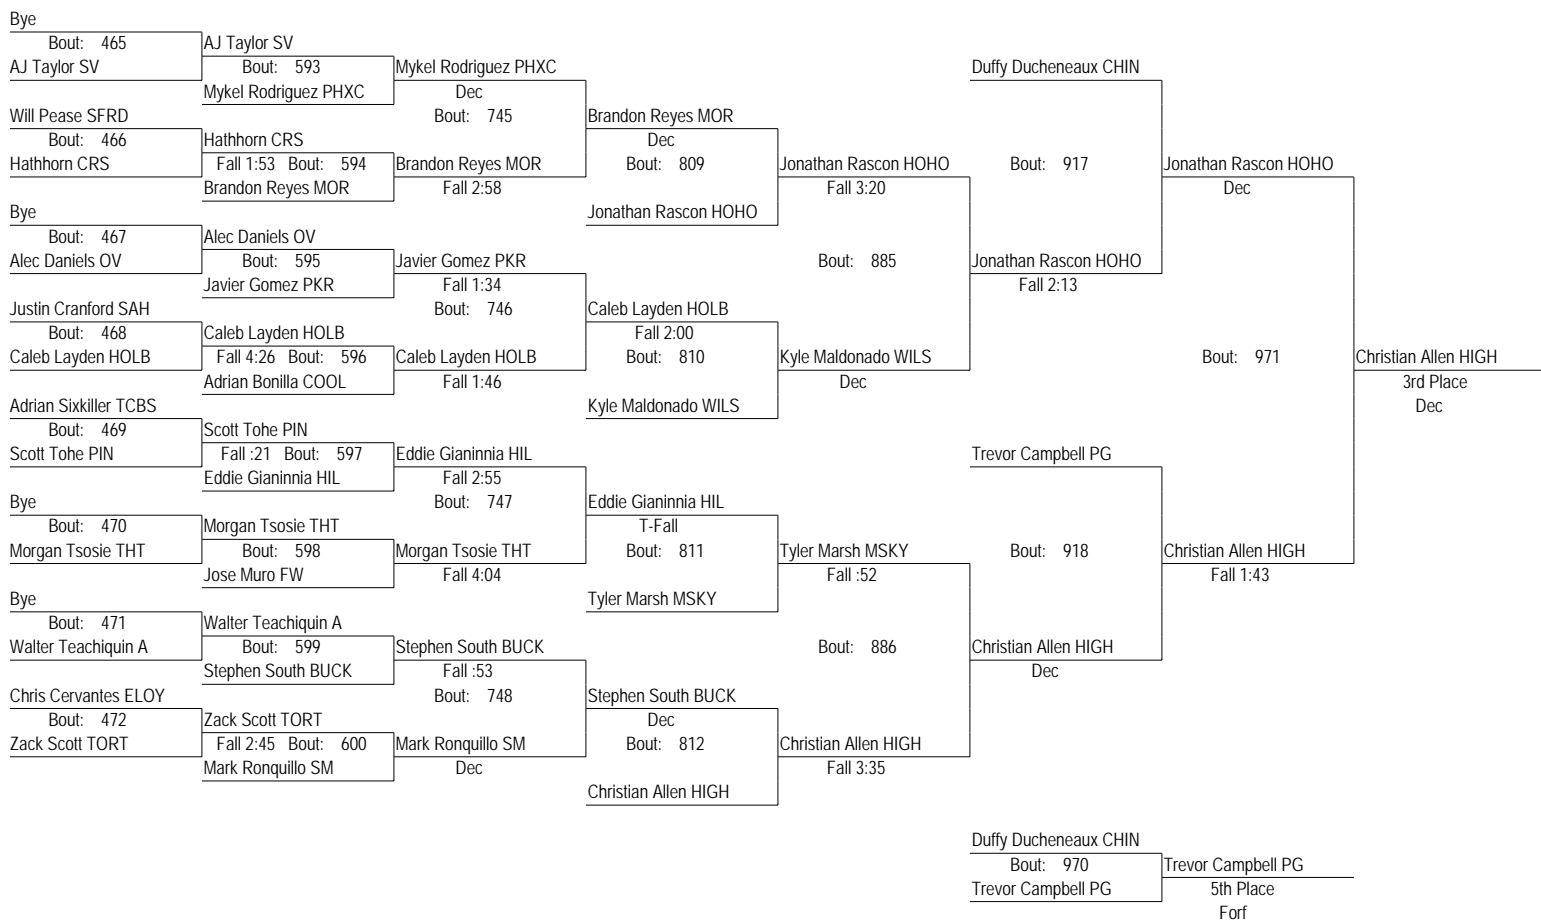 Bye
Bout: 465
AJ Taylor SV
AJ Taylor SV
Bout: 593
Mykel Rodriguez PHXC
Mykel Rodriguez PHXC
Dec
Bout: 745
Will Pease SFRD
Bout: 466
Hathhorn CRS
Hathhorn CRS
Fall 1:53 Bout: 594
Brandon Reyes MOR
Brandon Reyes MOR
Fall 2:58
Brandon Reyes MOR
Dec
Bout: 809
Jonathan Rascon HOHO
Jonathan Rascon HOHO
Fall 3:20
Bye
Bout: 467
Alec Daniels OV
Alec Daniels OV
Bout: 595
Javier Gomez PKR
Javier Gomez PKR
Fall 1:34
Bout: 746
Justin Cranford SAH
Bout: 468
Caleb Layden HOLB
Caleb Layden HOLB
Fall 4:26 Bout: 596
Adrian Bonilla COOL
Caleb Layden HOLB
Fall 1:46
Caleb Layden HOLB
Fall 2:00
Bout: 810
Kyle Maldonado WILS
Kyle Maldonado WILS
Dec
Bout: 885
Duffy Ducheneaux CHIN
Bout: 917
Jonathan Rascon HOHO
Fall 2:13
Jonathan Rascon HOHO
Dec
Adrian Sixkiller TCBS
Bout: 469
Scott Tohe PIN
Scott Tohe PIN
Fall :21 Bout: 597
Eddie Gianinnia HIL
Eddie Gianinnia HIL
Fall 2:55
Bout: 747
Bye
Bout: 470
Morgan Tsosie THT
Morgan Tsosie THT
Bout: 598
Jose Muro FW
Morgan Tsosie THT
Fall 4:04
Eddie Gianinnia HIL
T-Fall
Bout: 811
Tyler Marsh MSKY
Tyler Marsh MSKY
Fall :52
Bye
Bout: 471
Walter Teachiquin A
Walter Teachiquin A
Bout: 599
Stephen South BUCK
Stephen South BUCK
Fall :53
Bout: 748
Chris Cervantes ELOY
Bout: 472
Zack Scott TORT
Zack Scott TORT
Fall 2:45 Bout: 600
Mark Ronquillo SM
Mark Ronquillo SM
Dec
Stephen South BUCK
Dec
Bout: 812
Christian Allen HIGH
Christian Allen HIGH
Fall 3:35
Bout: 886
Trevor Campbell PG
Bout: 918
Christian Allen HIGH
Dec
Christian Allen HIGH
Fall 1:43
Bout: 971
Christian Allen HIGH
3rd Place
Dec
Duffy Ducheneaux CHIN
Bout: 970
Trevor Campbell PG
Trevor Campbell PG
5th Place
Forf